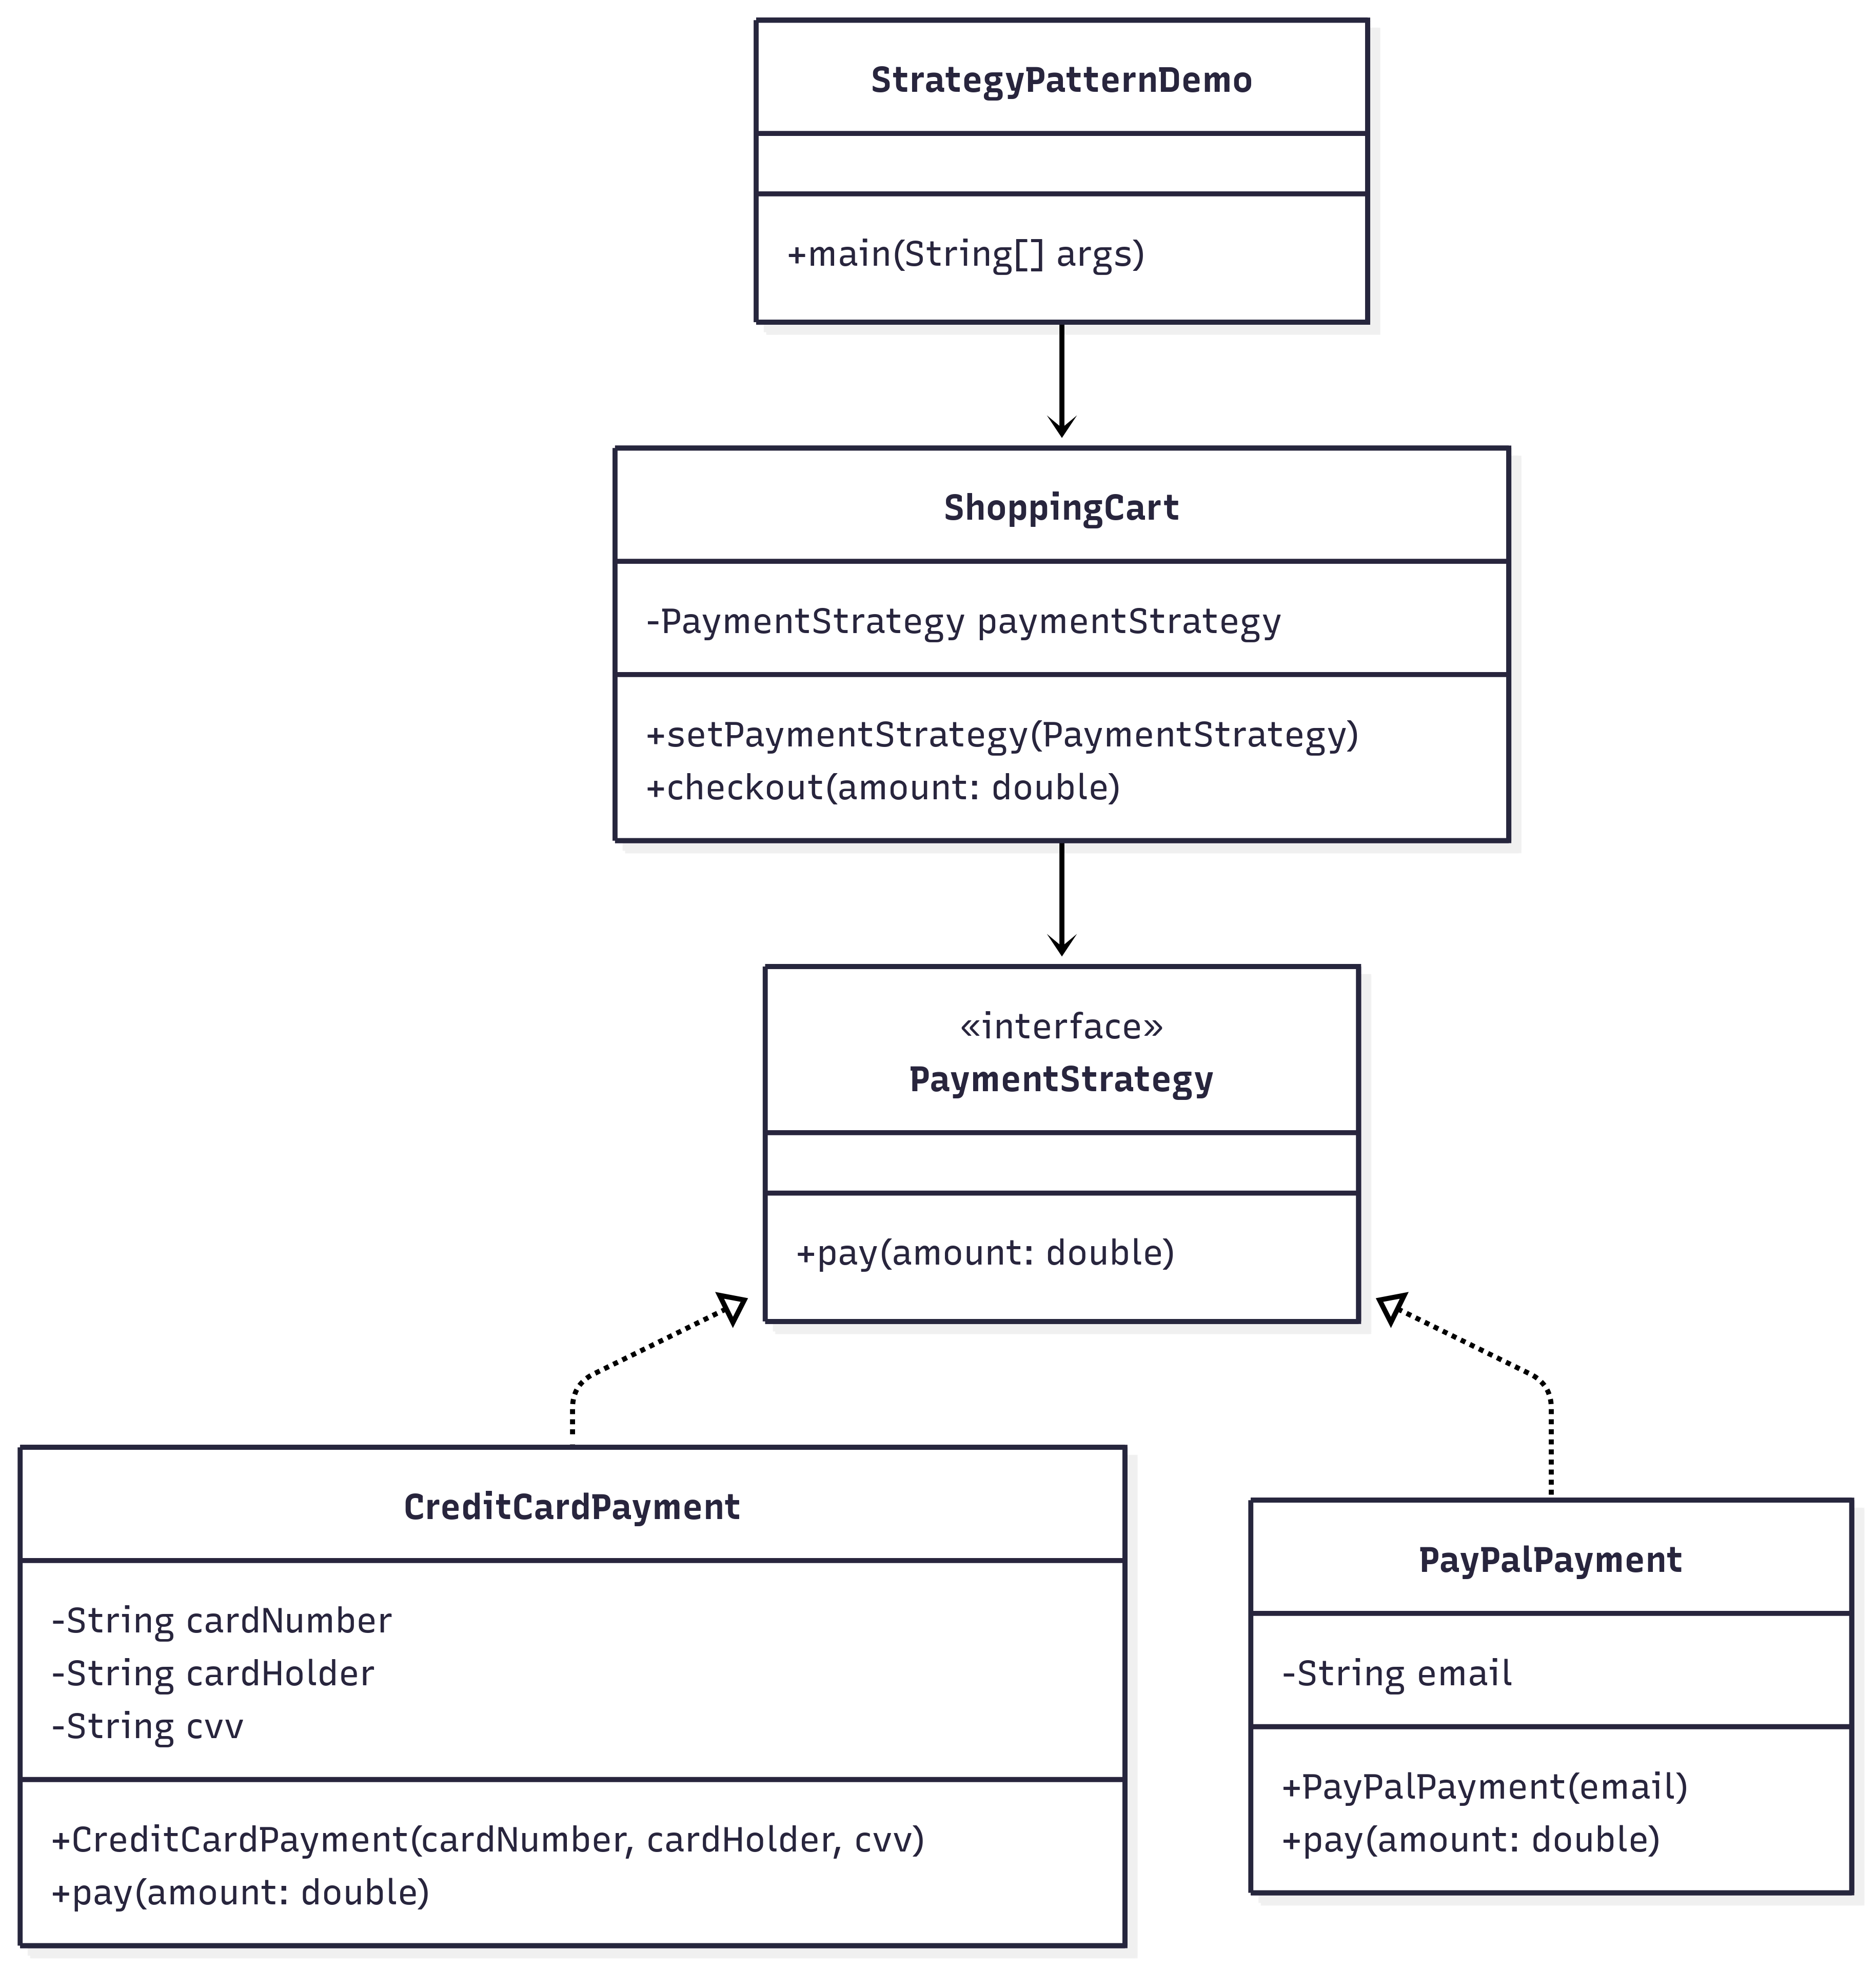 StrategyPatternDemo
+main(String[] args)
ShoppingCart
-PaymentStrategy paymentStrategy
+setPaymentStrategy(PaymentStrategy)
+checkout(amount: double)
«interface»
PaymentStrategy
+pay(amount: double)
CreditCardPayment
-String cardNumber
-String cardHolder
-String cvv
+CreditCardPayment(cardNumber, cardHolder, cvv)
+pay(amount: double)
PayPalPayment
-String email
+PayPalPayment(email)
+pay(amount: double)